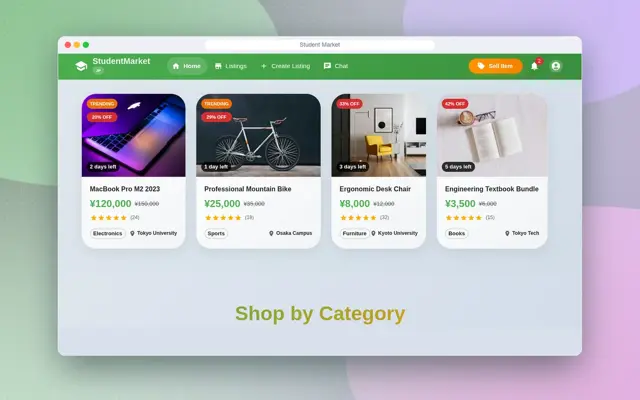 Student Market
StudentMarket
JP
Home
Listings
Create Listing
Chat
Sell Item
2
TRENDING
20% OFF
2 days left
MacBook Pro M2 2023
¥120,000 ¥150,000
(24)
Electronics
Tokyo University
TRENDING
29% OFF
1 day left
Professional Mountain Bike
¥25,000 ¥35,000
Sports
Osaka Campus
33% OFF
3 days left
Ergonomic Desk Chair
¥8,000 ¥12,000
(32)
Furniture
Kyoto University
42% OFF
5 days left
Engineering Textbook Bundle
¥3,500 ¥6,000
(15)
Books
Tokyo Tech
Shop by Category